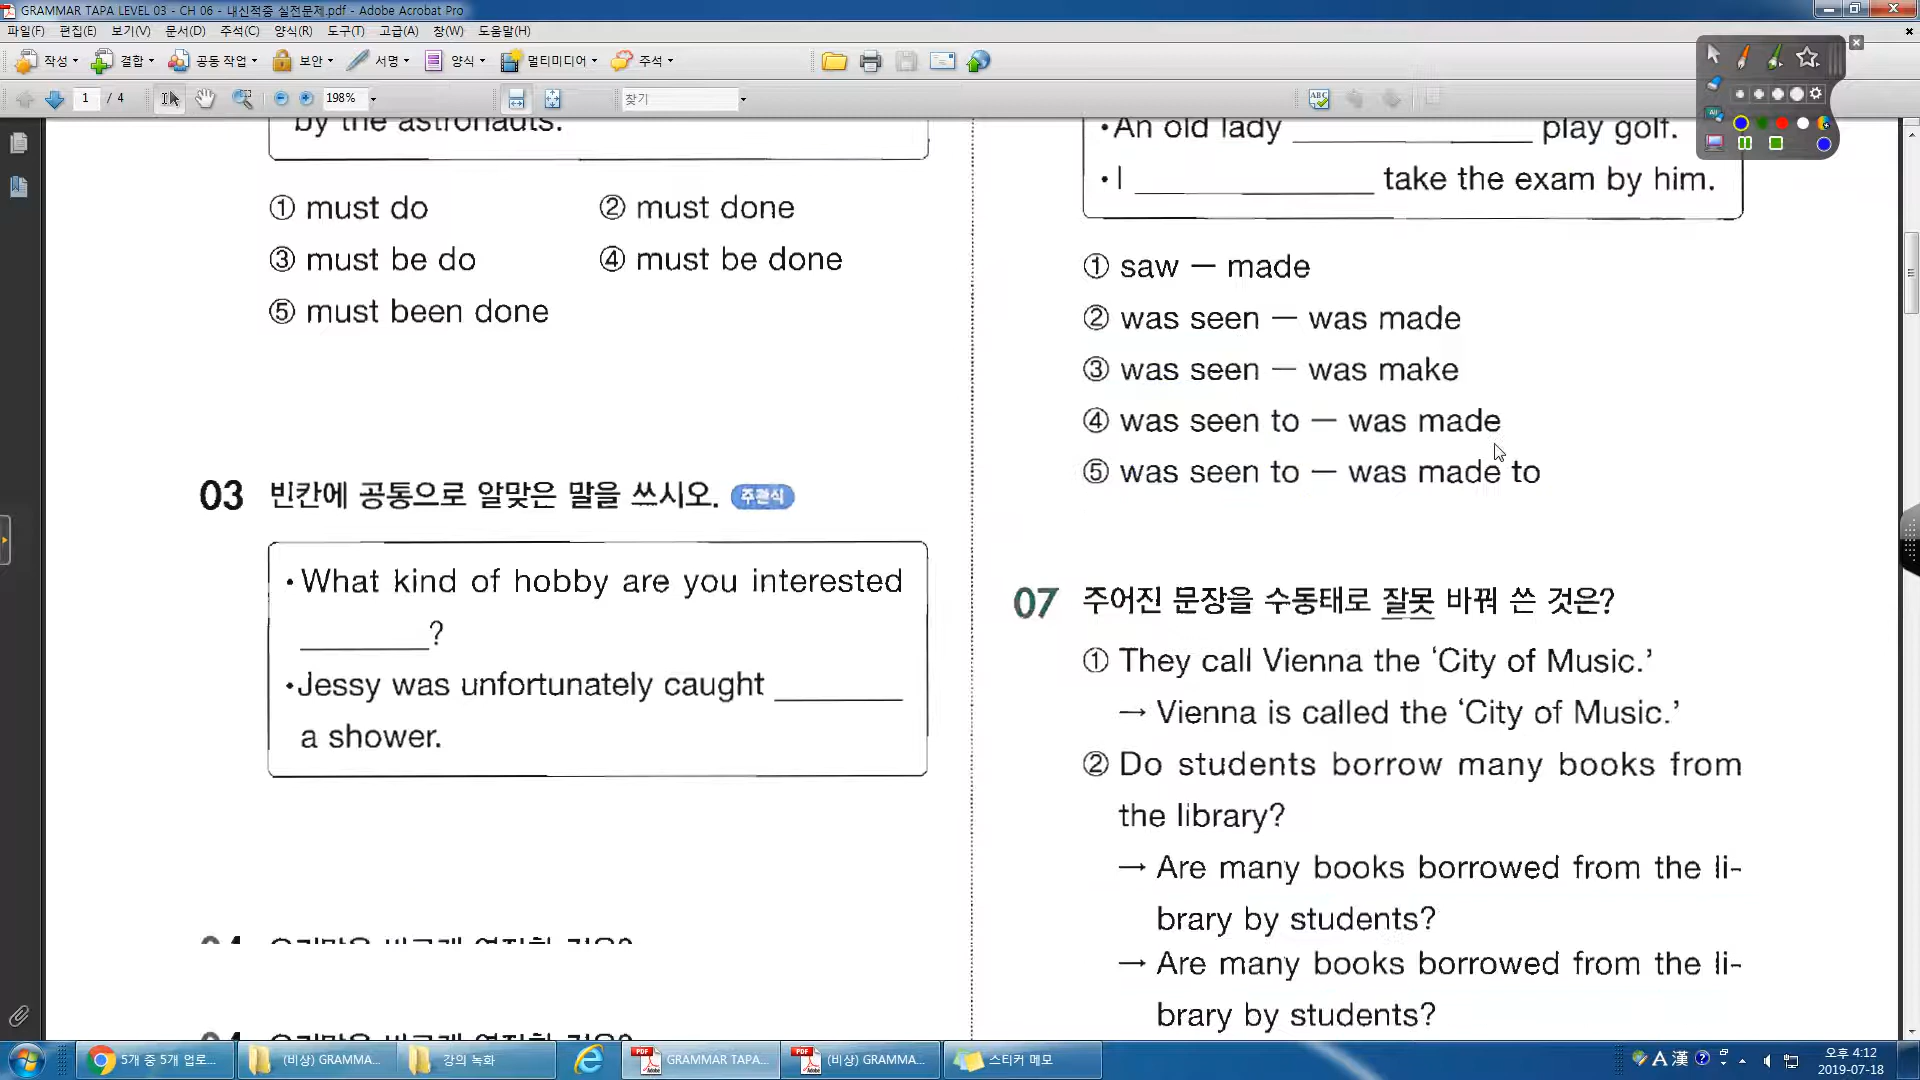 GRAMMAR TAPA LEVEL 03 - CH 06 - 내신적중 실전문제.pdf - Adobe Acrobat Pro
파일(F) 편집(E) 보기(V) 문서(D) 주석(C) 양식(R) 도구(T) 고급(A) 창(W) 도움말(H)
작성 결합 공동 작업 보안 서명 양식 멀티미디어 주석
1 / 4 198% 찾기
by the astronauts.
① must do ② must done
③ must be do ④ must be done
⑤ must been done
03 빈칸에 공통으로 알맞은 말을 쓰시오. 주관식
•What kind of hobby are you interested
________?
•Jessy was unfortunately caught ________
a shower.
•An old lady ________ play golf.
•I ________ take the exam by him.
① saw — made
② was seen — was made
③ was seen — was make
④ was seen to — was made
⑤ was seen to — was made to
07 주어진 문장을 수동태로 잘못 바꿔 쓴 것은?
① They call Vienna the ‘City of Music.’
→ Vienna is called the ‘City of Music.’
② Do students borrow many books from
the library?
→ Are many books borrowed from the li-
brary by students?
→ Are many books borrowed from the li-
brary by students?
5개 중 5개 업로... (비상) GRAMMA... 강의 녹화 GRAMMAR TAPA... (비상) GRAMMA... 스티커 메모
A 漢
오후 4:12
2019-07-18